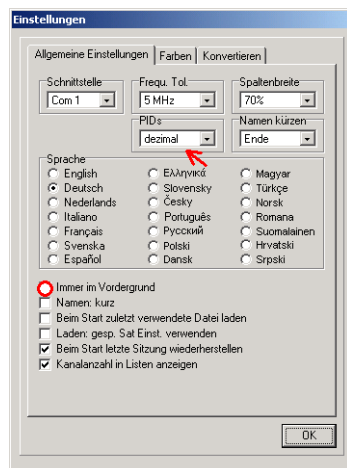 Einstellungen
Allgemeine Einstellungen Farben Konvertieren
Schnittstelle Frequ. Tol. Spaltenbreite
Com 1 5 MHz 70%
PIDs Namen kürzen
dezimal Ende
Sprache
English Ελληνικά Magyar
Deutsch Slovensky Türkçe
Nederlands Česky Norsk
Italiano Português Romana
Français Русский Suomalainen
Svenska Polski Hrvatski
Español Dansk Srpski
Immer im Vordergrund
Namen: kurz
Beim Start zuletzt verwendete Datei laden
Laden: gesp. Sat Einst. verwenden
Beim Start letzte Sitzung wiederherstellen
Kanalanzahl in Listen anzeigen
OK